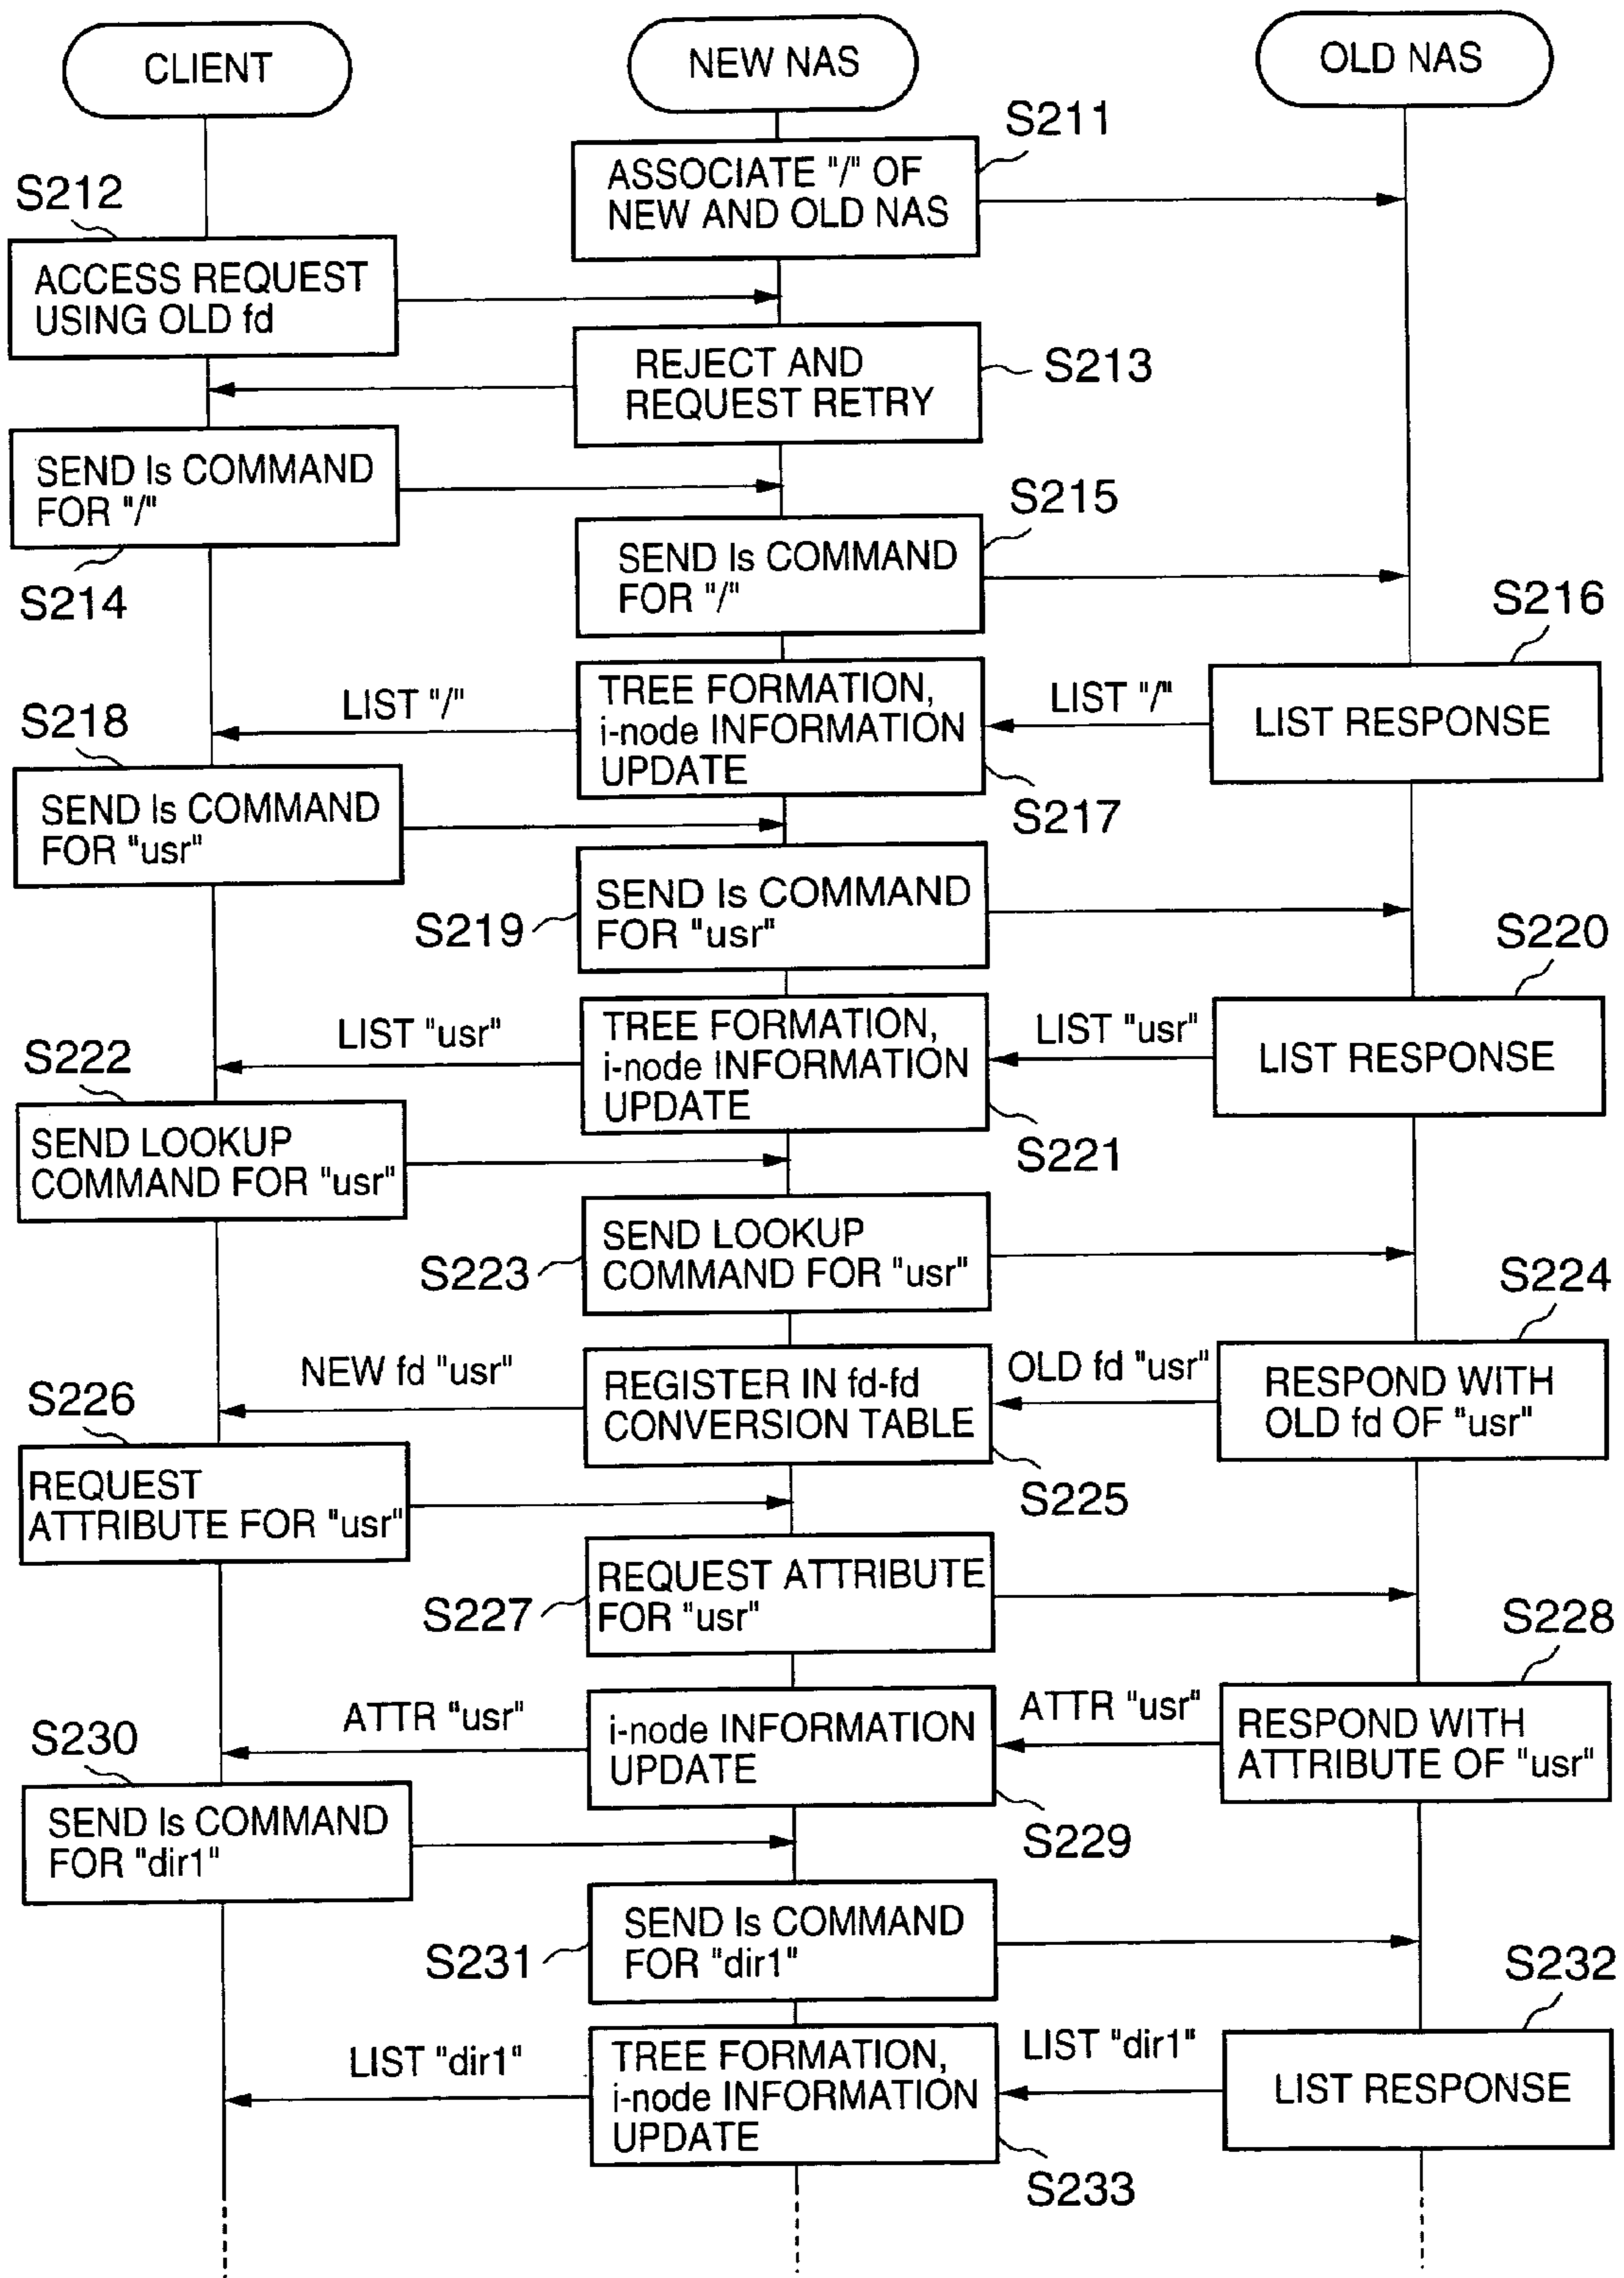 CLIENT
NEW NAS
OLD NAS
S211
ASSOCIATE "/" OF
NEW AND OLD NAS
S212
ACCESS REQUEST
USING OLD fd
REJECT AND
REQUEST RETRY
S213
SEND ls COMMAND
FOR "/"
S214
S215
SEND ls COMMAND
FOR "/"
S216
LIST RESPONSE
LIST "/"
TREE FORMATION,
i-node INFORMATION
UPDATE
S217
LIST "/"
S218
SEND ls COMMAND
FOR "usr"
S219
SEND ls COMMAND
FOR "usr"
S220
LIST RESPONSE
LIST "usr"
TREE FORMATION,
i-node INFORMATION
UPDATE
S221
LIST "usr"
S222
SEND LOOKUP
COMMAND FOR "usr"
S223
SEND LOOKUP
COMMAND FOR "usr"
S224
RESPOND WITH
OLD fd OF "usr"
OLD fd "usr"
REGISTER IN fd-fd
CONVERSION TABLE
S225
NEW fd "usr"
S226
REQUEST
ATTRIBUTE FOR "usr"
S227
REQUEST ATTRIBUTE
FOR "usr"
S228
RESPOND WITH
ATTRIBUTE OF "usr"
ATTR "usr"
i-node INFORMATION
UPDATE
S229
ATTR "usr"
S230
SEND ls COMMAND
FOR "dir1"
S231
SEND ls COMMAND
FOR "dir1"
S232
LIST RESPONSE
LIST "dir1"
TREE FORMATION,
i-node INFORMATION
UPDATE
S233
LIST "dir1"